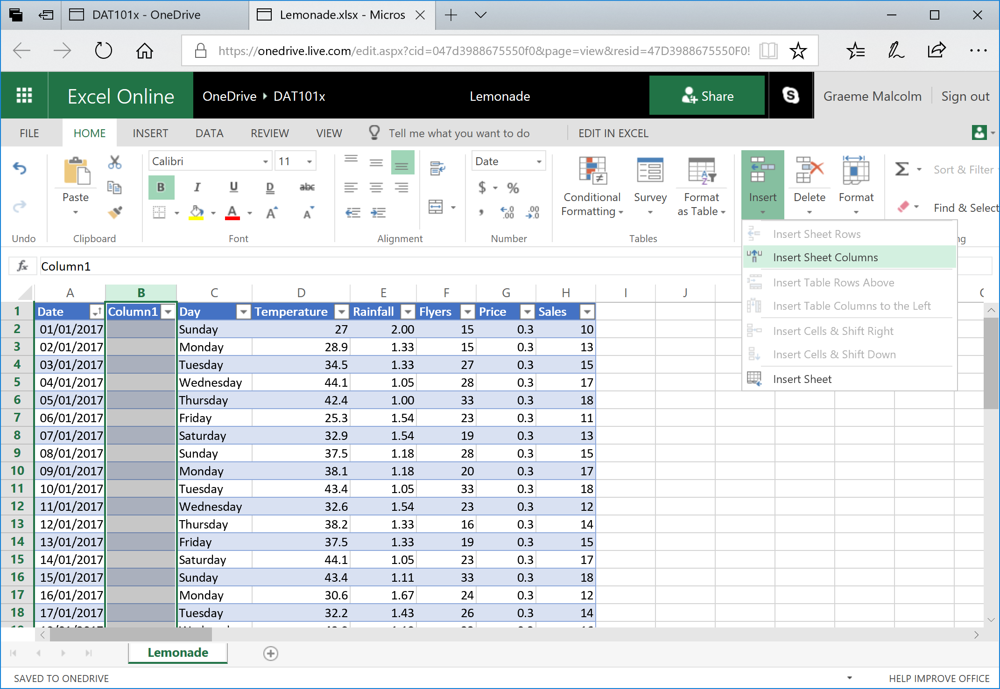 DAT101x - OneDrive
Lemonade.xlsx - Micros
https://onedrive.live.com/edit.aspx?cid=047d3988675550f0&page=view&resid=47D3988675550F0!
Excel Online
OneDrive DAT101x
Lemonade
Share
Graeme Malcolm
Sign out
FILE HOME INSERT DATA REVIEW VIEW Tell me what you want to do EDIT IN EXCEL
Calibri 11 Date
Sort & Filter
Paste
B I U D abc
$ %
Conditional Formatting
Survey
Format as Table
Insert
Delete
Format
Find & Select
Undo Clipboard Font Alignment Number Tables
Insert Sheet Rows
Insert Sheet Columns
Insert Table Rows Above
Insert Table Columns to the Left
Insert Cells & Shift Right
Insert Cells & Shift Down
Insert Sheet
fx Column1
A B C D E F G H I J
1 Date Column1 Day Temperature Rainfall Flyers Price Sales
2 01/01/2017 Sunday 27 2.00 15 0.3 10
3 02/01/2017 Monday 28.9 1.33 15 0.3 13
4 03/01/2017 Tuesday 34.5 1.33 27 0.3 15
5 04/01/2017 Wednesday 44.1 1.05 28 0.3 17
6 05/01/2017 Thursday 42.4 1.00 33 0.3 18
7 06/01/2017 Friday 25.3 1.54 23 0.3 11
8 07/01/2017 Saturday 32.9 1.54 19 0.3 13
9 08/01/2017 Sunday 37.5 1.18 28 0.3 15
10 09/01/2017 Monday 38.1 1.18 20 0.3 17
11 10/01/2017 Tuesday 43.4 1.05 33 0.3 18
12 11/01/2017 Wednesday 32.6 1.54 23 0.3 12
13 12/01/2017 Thursday 38.2 1.33 16 0.3 14
14 13/01/2017 Friday 37.5 1.33 19 0.3 15
15 14/01/2017 Saturday 44.1 1.05 23 0.3 17
16 15/01/2017 Sunday 43.4 1.11 33 0.3 18
17 16/01/2017 Monday 30.6 1.67 24 0.3 12
18 17/01/2017 Tuesday 32.2 1.43 26 0.3 14
Lemonade
SAVED TO ONEDRIVE
HELP IMPROVE OFFICE